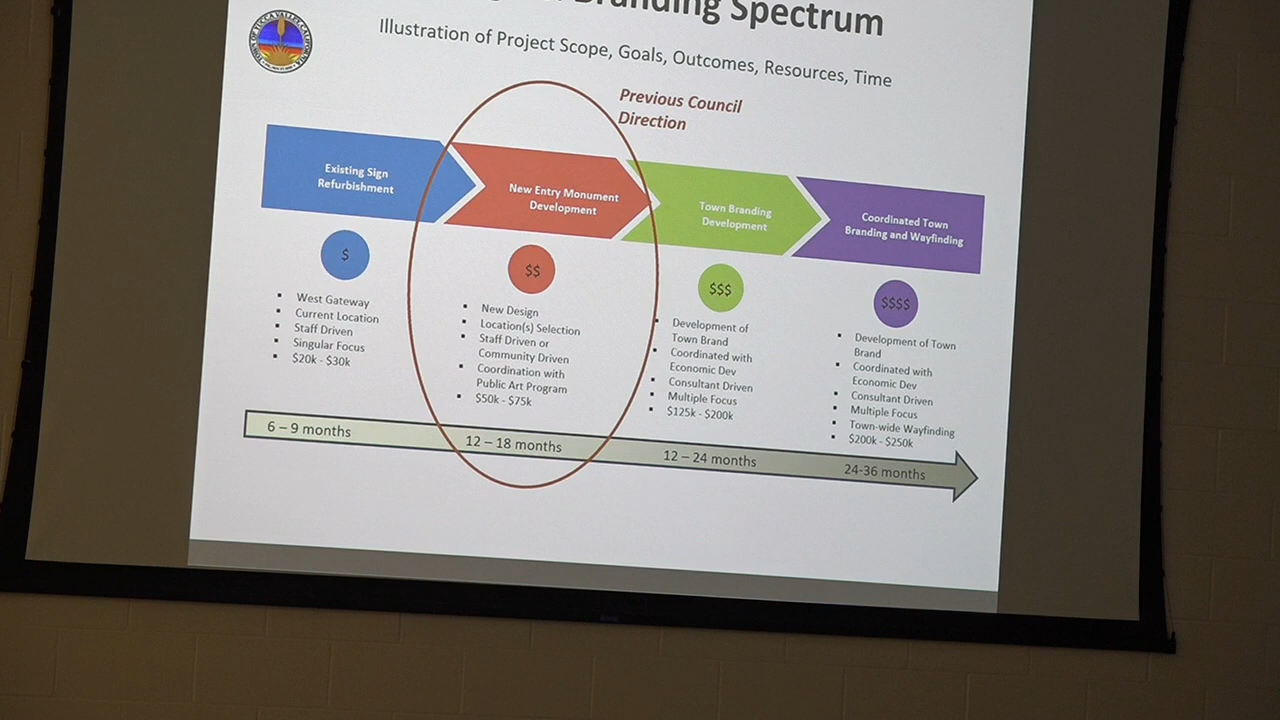 Branding Spectrum
Illustration of Project Scope, Goals, Outcomes, Resources, Time
TOWN OF YUCCA VALLEY, CALIFORNIA
Previous Council
Direction
Existing Sign
Refurbishment
New Entry Monument
Development
Town Branding
Development
Coordinated Town
Branding and Wayfinding
$
$$
$$$
$$$$
▪ West Gateway
▪ Current Location
▪ Staff Driven
▪ Singular Focus
▪ $20k - $30k
▪ New Design
▪ Location(s) Selection
▪ Staff Driven or
Community Driven
▪ Coordination with
Public Art Program
▪ $50k - $75k
▪ Development of
Town Brand
▪ Coordinated with
Economic Dev
▪ Consultant Driven
▪ Multiple Focus
▪ $125k - $200k
▪ Development of Town
Brand
▪ Coordinated with
Economic Dev
▪ Consultant Driven
▪ Multiple Focus
▪ Town-wide Wayfinding
▪ $200k - $250k
6 – 9 months
12 – 18 months
12 – 24 months
24-36 months